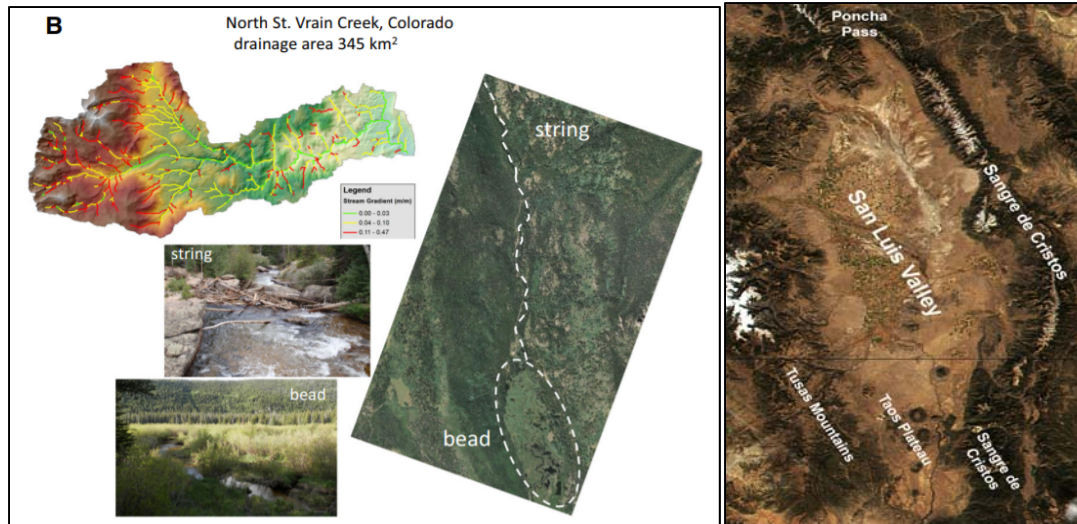 B
North St. Vrain Creek, Colorado
drainage area 345 km²
Legend
Stream Gradient (m/m)
0.00 - 0.03
0.04 - 0.10
0.11 - 0.47
string
bead
string
bead
Poncha
Pass
Sangre de Cristos
San Luis Valley
Tusas Mountains
Taos Plateau
Sangre de
Cristos